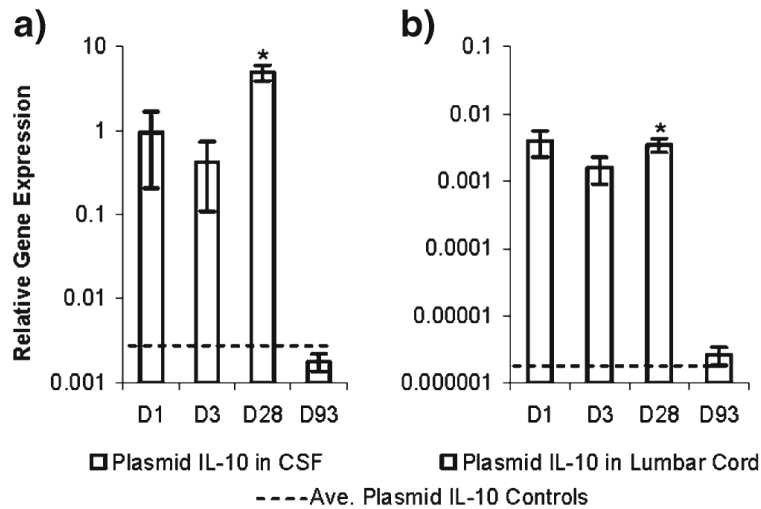 a)
Relative Gene Expression
10
1
0.1
0.01
0.001
*
D1 D3 D28 D93
b)
0.1
0.01
0.001
0.0001
0.00001
0.000001
*
D1 D3 D28 D93
Plasmid IL-10 in CSF
Plasmid IL-10 in Lumbar Cord
Ave. Plasmid IL-10 Controls